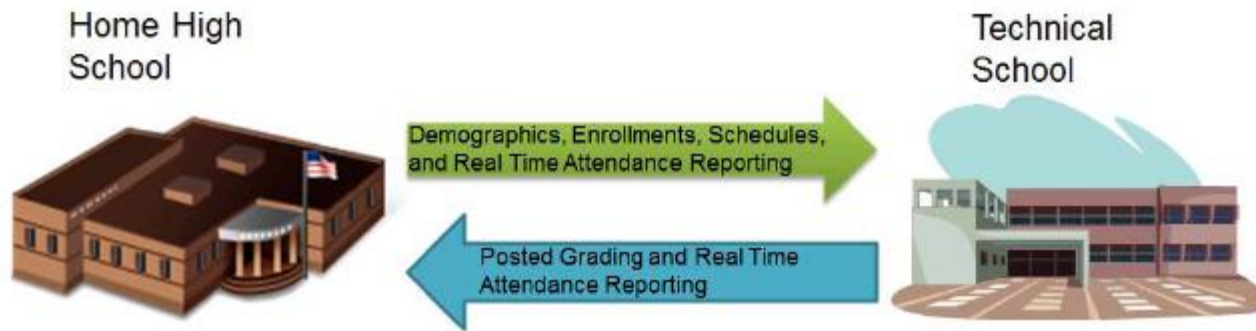 Home High
School
Technical
School
Demographics, Enrollments, Schedules,
and Real Time Attendance Reporting
Posted Grading and Real Time
Attendance Reporting